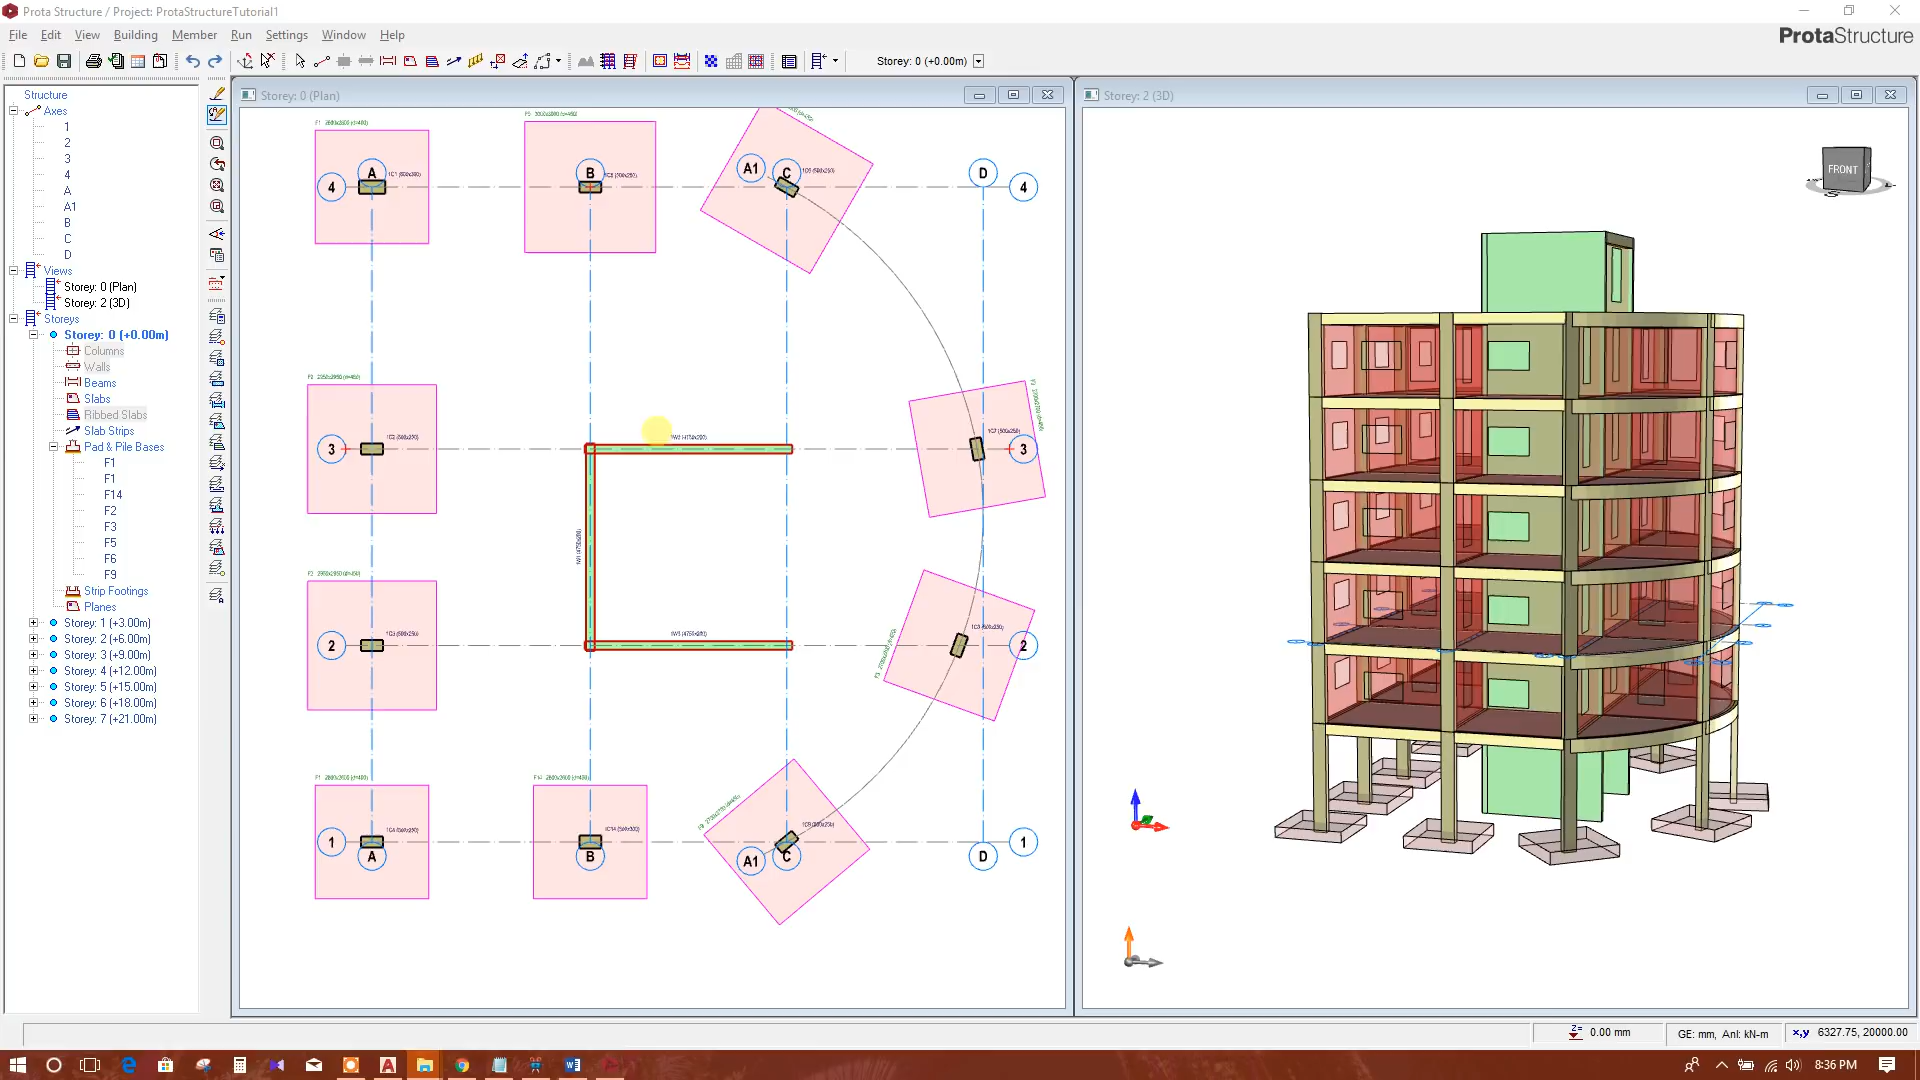 Prota Structure / Project: ProtaStructureTutorial1
File Edit View Building Member Run Settings Window Help
ProtaStructure
Storey: 0 (+0.00m)
Structure
Axes
1
2
3
4
A
A1
B
C
D
Views
Storey: 0 (Plan)
Storey: 2 (3D)
Storeys
Storey: 0 (+0.00m)
Columns
Walls
Beams
Slabs
Ribbed Slabs
Slab Strips
Pad & Pile Bases
F1
F1
F14
F2
F3
F5
F6
F9
Strip Footings
Planes
Storey: 1 (+3.00m)
Storey: 2 (+6.00m)
Storey: 3 (+9.00m)
Storey: 4 (+12.00m)
Storey: 5 (+15.00m)
Storey: 6 (+18.00m)
Storey: 7 (+21.00m)
Storey: 0 (Plan)
A B A1 C D
4 4
3 3
2 2
1 1
A B A1 C D
Storey: 2 (3D)
FRONT
Z= 0.00 mm
GE: mm, Anl: kN-m
x,y 6327.75, 20000.00
8:36 PM